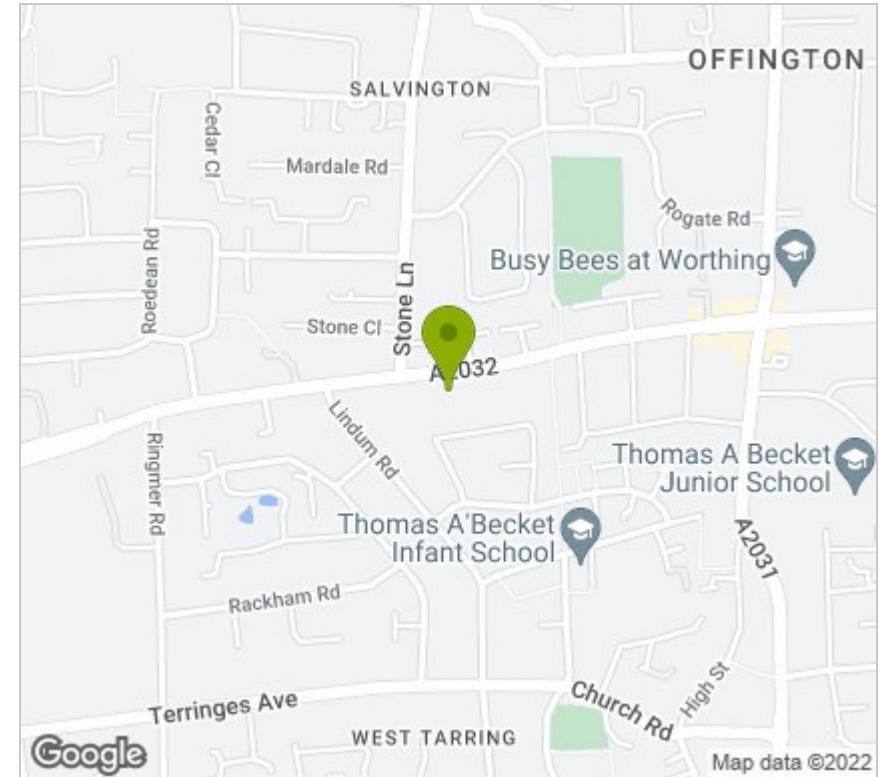 OFFINGTON
SALVINGTON
Cedar Cl
Mardale Rd
Rogate Rd
Roedean Rd
Busy Bees at Worthing
Stone Ln
Stone Cl
A2032
Lindum Rd
Ringmer Rd
Thomas A Becket
Junior School
Thomas A'Becket
Infant School
A2031
Rackham Rd
Terringes Ave
Church Rd
High St
WEST TARRING
Google
Map data ©2022